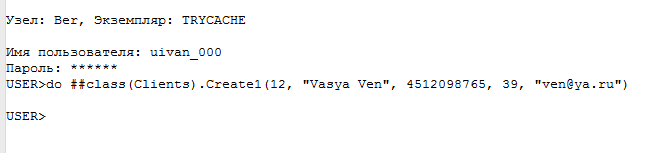 Узел: Ber, Экземпляр: TRYCACHE
Имя пользователя: uivan_000
Пароль: ******
USER>do ##class(Clients).Create1(12, "Vasya Ven", 4512098765, 39, "ven@ya.ru")
USER>